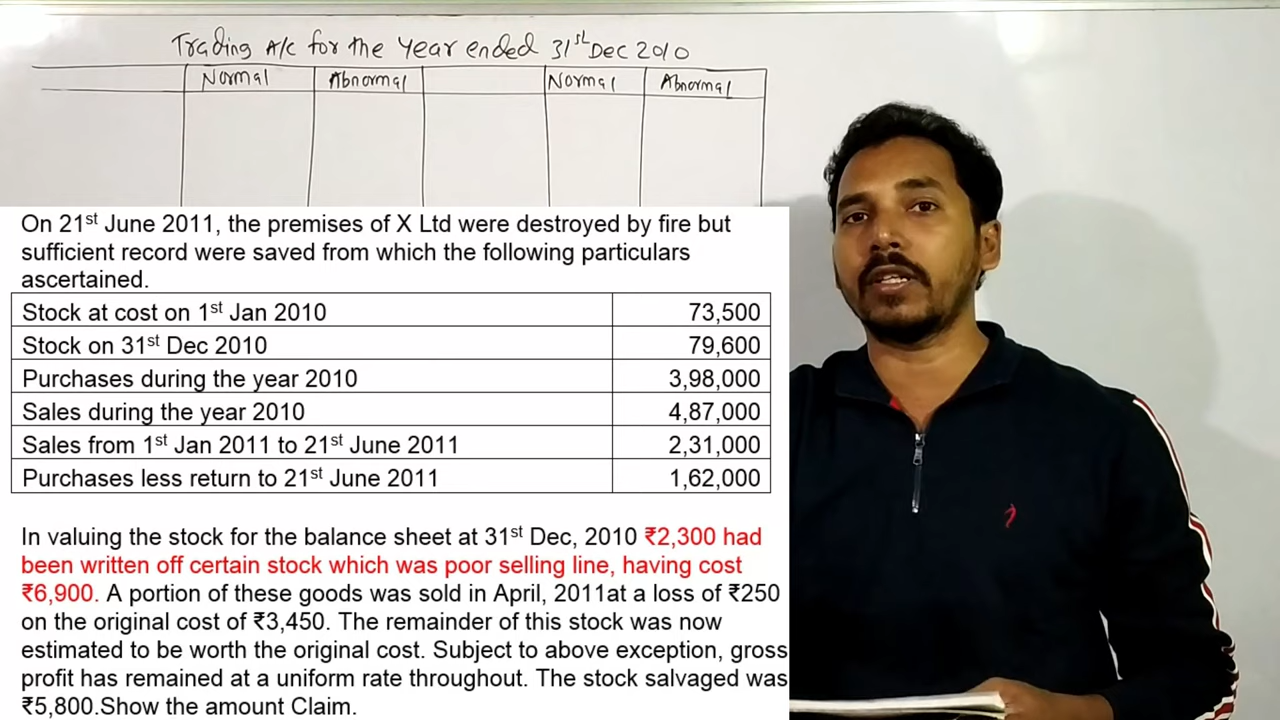 Trading A/c for the Year ended 31st Dec 2010
Normal Abnormal Normal Abnormal
On 21st June 2011, the premises of X Ltd were destroyed by fire but
sufficient record were saved from which the following particulars
ascertained.
Stock at cost on 1st Jan 2010 73,500
Stock on 31st Dec 2010 79,600
Purchases during the year 2010 3,98,000
Sales during the year 2010 4,87,000
Sales from 1st Jan 2011 to 21st June 2011 2,31,000
Purchases less return to 21st June 2011 1,62,000
In valuing the stock for the balance sheet at 31st Dec, 2010 ₹2,300 had
been written off certain stock which was poor selling line, having cost
₹6,900. A portion of these goods was sold in April, 2011at a loss of ₹250
on the original cost of ₹3,450. The remainder of this stock was now
estimated to be worth the original cost. Subject to above exception, gross
profit has remained at a uniform rate throughout. The stock salvaged was
₹5,800.Show the amount Claim.